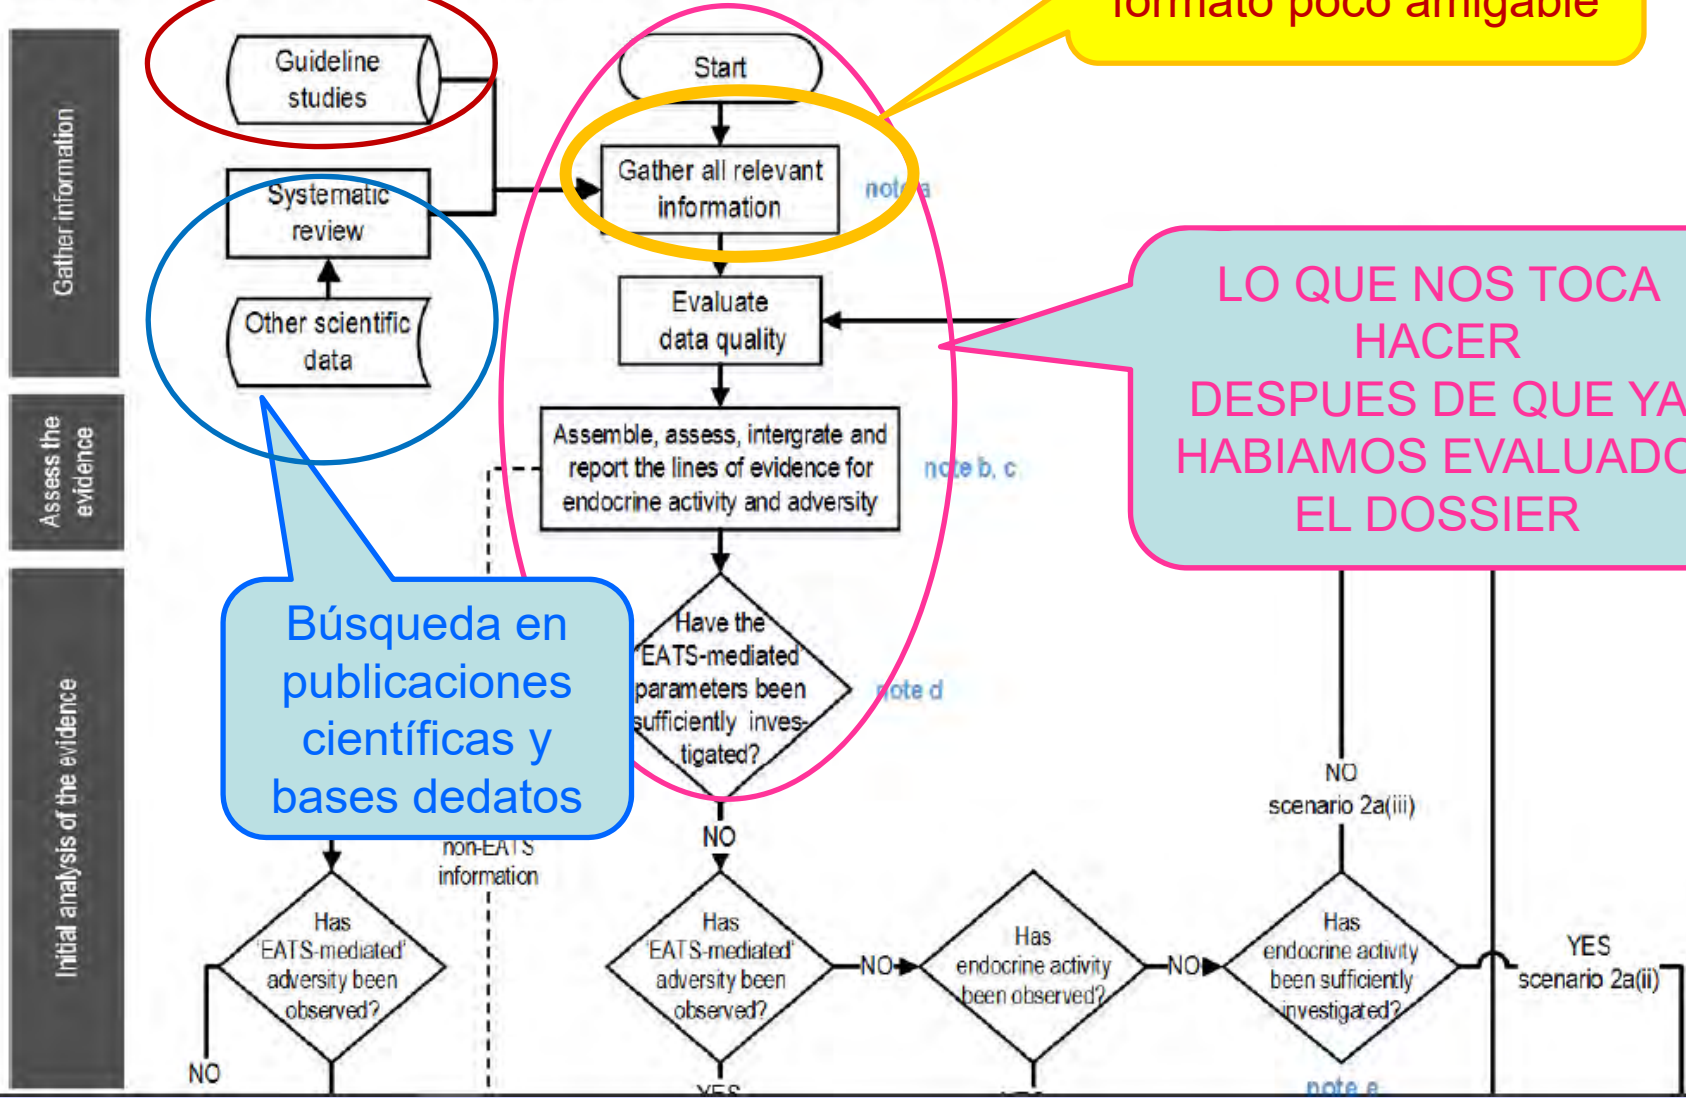 formato poco amigable
Gather information
Guideline
studies
Start
Systematic
review
Gather all relevant
information
note a
Other scientific
data
Evaluate
data quality
LO QUE NOS TOCA
HACER
DESPUES DE QUE YA
HABIAMOS EVALUADO
EL DOSSIER
Assess the
evidence
Assemble, assess, intergrate and
report the lines of evidence for
endocrine activity and adversity
note b, c
Initial analysis of the evidence
Búsqueda en
publicaciones
científicas y
bases dedatos
Have the
'EATS-mediated'
parameters been
sufficiently inves-
tigated?
note d
NO
scenario 2a(iii)
NO
non-EATS
information
Has
'EATS-mediated'
adversity been
observed?
NO
Has
'EATS-mediated'
adversity been
observed?
NO
YES
Has
endocrine activity
been observed?
NO
Has
endocrine activity
been sufficiently
investigated?
YES
scenario 2a(ii)
note e